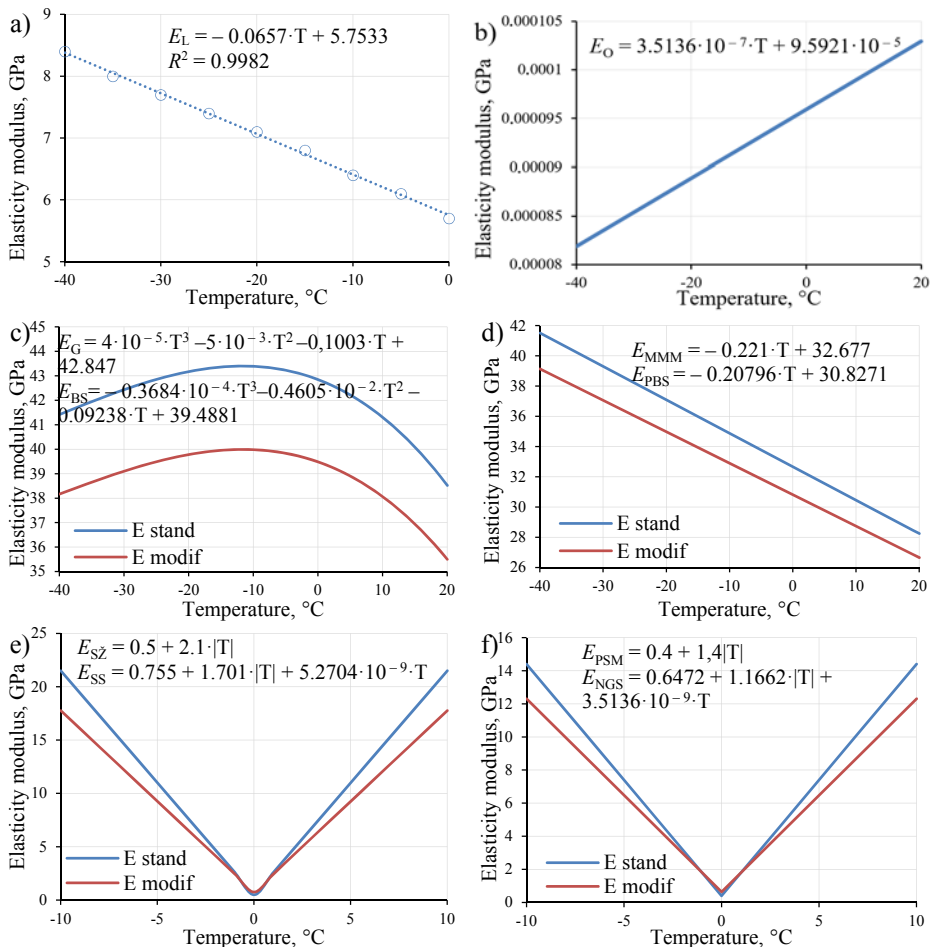 a)
9
8
7
6
5
-40
-30
-20
-10
0
Elasticity modulus, GPa
Temperature, °C
E_L = – 0.0657·T + 5.7533
R² = 0.9982
b)
0.000105
0.0001
0.000095
0.00009
0.000085
0.00008
-40
-20
0
20
Elasticity modulus, GPa
Temperature, °C
E_O = 3.5136·10⁻⁷·T + 9.5921·10⁻⁵
c)
45
44
43
42
41
40
39
38
37
36
35
-40
-30
-20
-10
0
10
20
Elasticity modulus, GPa
Temperature, °C
E_G = 4·10⁻⁵·T³ –5·10⁻³·T² –0,1003·T +
42.847
E_BS = – 0.3684·10⁻⁴·T³–0.4605·10⁻²·T² –
0.09238·T + 39.4881
E stand
E modif
d)
42
40
38
36
34
32
30
28
26
-40
-30
-20
-10
0
10
20
Elasticity modulus, GPa
Temperature, °C
E_MMM = – 0.221·T + 32.677
E_PBS = – 0.20796·T + 30.8271
E stand
E modif
e)
25
20
15
10
5
0
-10
-5
0
5
10
Elasticity modulus, GPa
Temperature, °C
E_SŽ = 0.5 + 2.1·|T|
E_SS = 0.755 + 1.701·|T| + 5.2704·10⁻⁹·T
E stand
E modif
f)
16
14
12
10
8
6
4
2
0
-10
-5
0
5
10
Elasticity modulus, GPa
Temperature, °C
E_PSM = 0.4 + 1,4|T|
E_NGS = 0.6472 + 1.1662·|T| +
3.5136·10⁻⁹·T
E stand
E modif